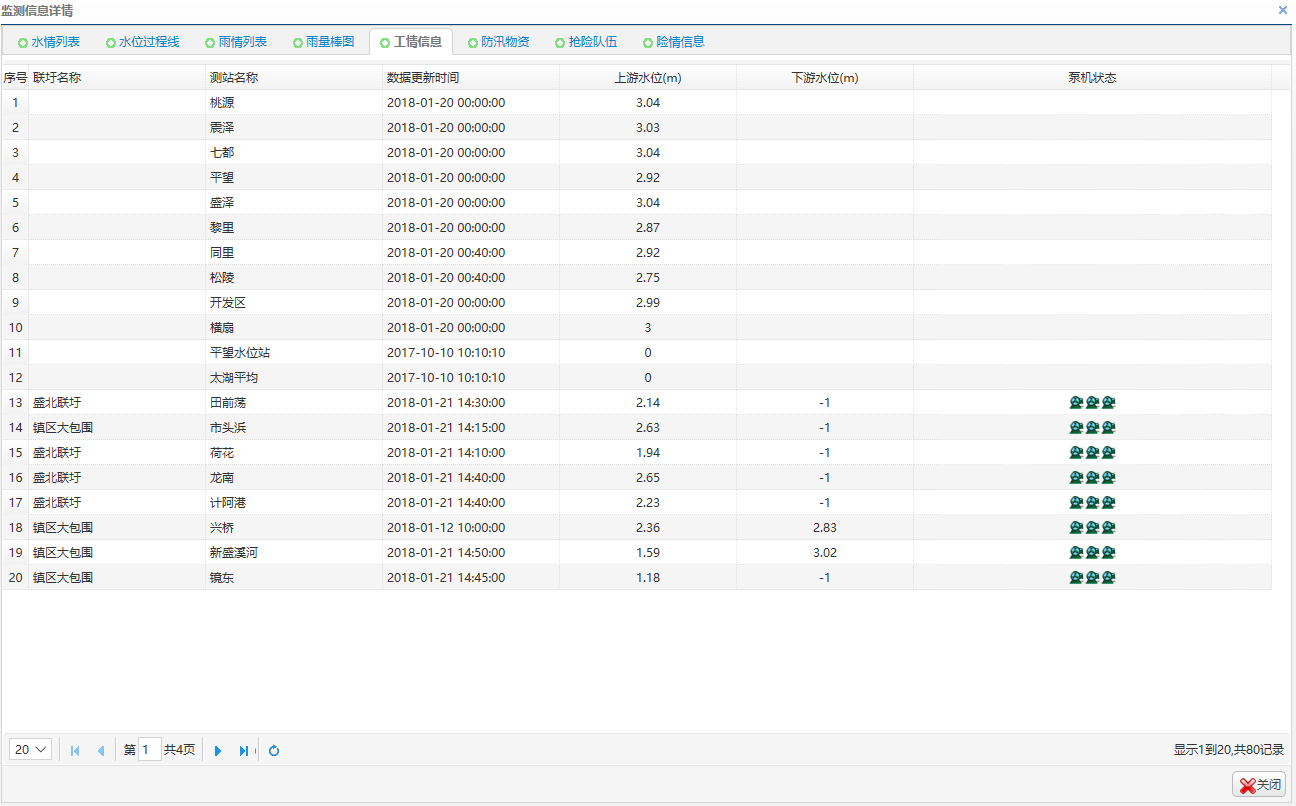 监测信息详情
水情列表 水位过程线 雨情列表 雨量棒图 工情信息 防汛物资 抢险队伍 险情信息
序号 联圩名称 测站名称 数据更新时间 上游水位(m) 下游水位(m) 泵机状态
1 桃源 2018-01-20 00:00:00 3.04
2 震泽 2018-01-20 00:00:00 3.03
3 七都 2018-01-20 00:00:00 3.04
4 平望 2018-01-20 00:00:00 2.92
5 盛泽 2018-01-20 00:00:00 3.04
6 黎里 2018-01-20 00:00:00 2.87
7 同里 2018-01-20 00:40:00 2.92
8 松陵 2018-01-20 00:40:00 2.75
9 开发区 2018-01-20 00:00:00 2.99
10 横扇 2018-01-20 00:00:00 3
11 平望水位站 2017-10-10 10:10:10 0
12 太湖平均 2017-10-10 10:10:10 0
13 盛北联圩 田前荡 2018-01-21 14:30:00 2.14 -1
14 镇区大包围 市头浜 2018-01-21 14:15:00 2.63 -1
15 盛北联圩 荷花 2018-01-21 14:10:00 1.94 -1
16 盛北联圩 龙南 2018-01-21 14:40:00 2.65 -1
17 盛北联圩 计阿港 2018-01-21 14:40:00 2.23 -1
18 镇区大包围 兴桥 2018-01-12 10:00:00 2.36 2.83
19 镇区大包围 新盛溪河 2018-01-21 14:50:00 1.59 3.02
20 镇区大包围 镜东 2018-01-21 14:45:00 1.18 -1
20 第 1 共4页 显示1到20,共80记录
关闭